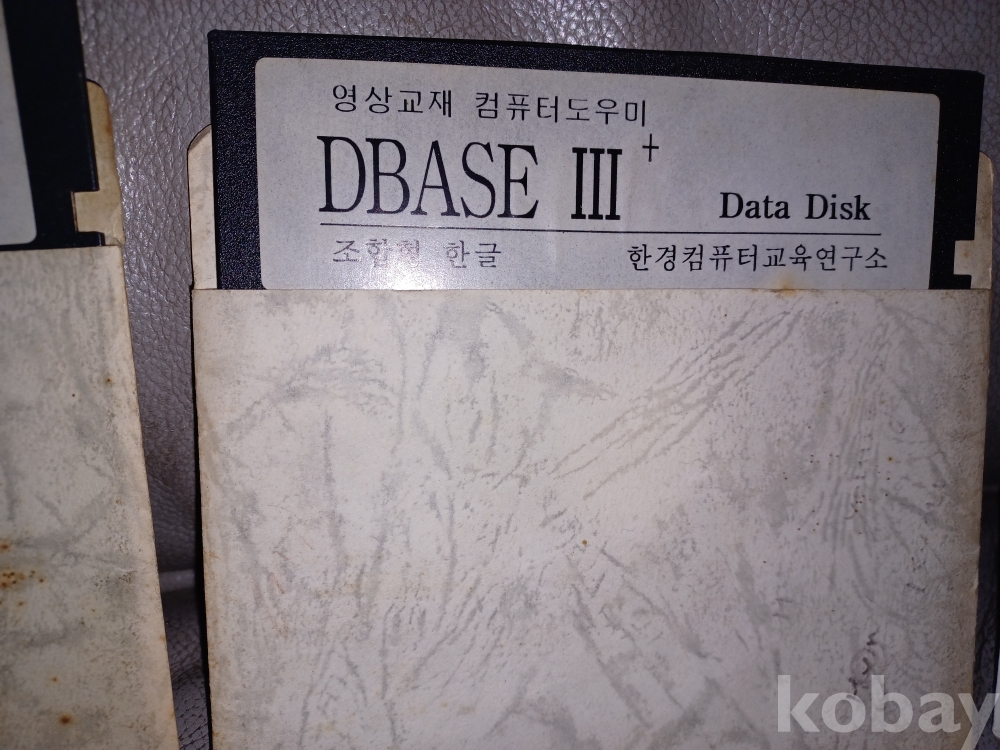 영상교재 컴퓨터도우미
DBASE III+
Data Disk
조합형 한글
한경컴퓨터교육연구소
kobay